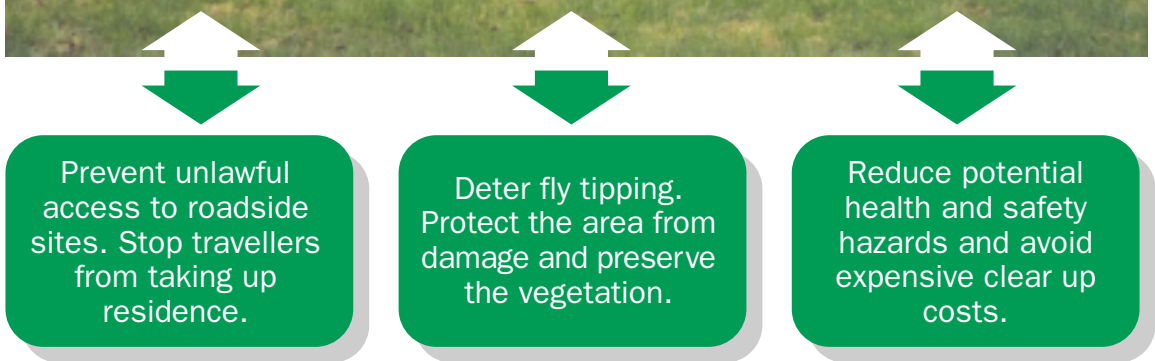 Prevent unlawful
access to roadside
sites. Stop travellers
from taking up
residence.
Deter fly tipping.
Protect the area from
damage and preserve
the vegetation.
Reduce potential
health and safety
hazards and avoid
expensive clear up
costs.